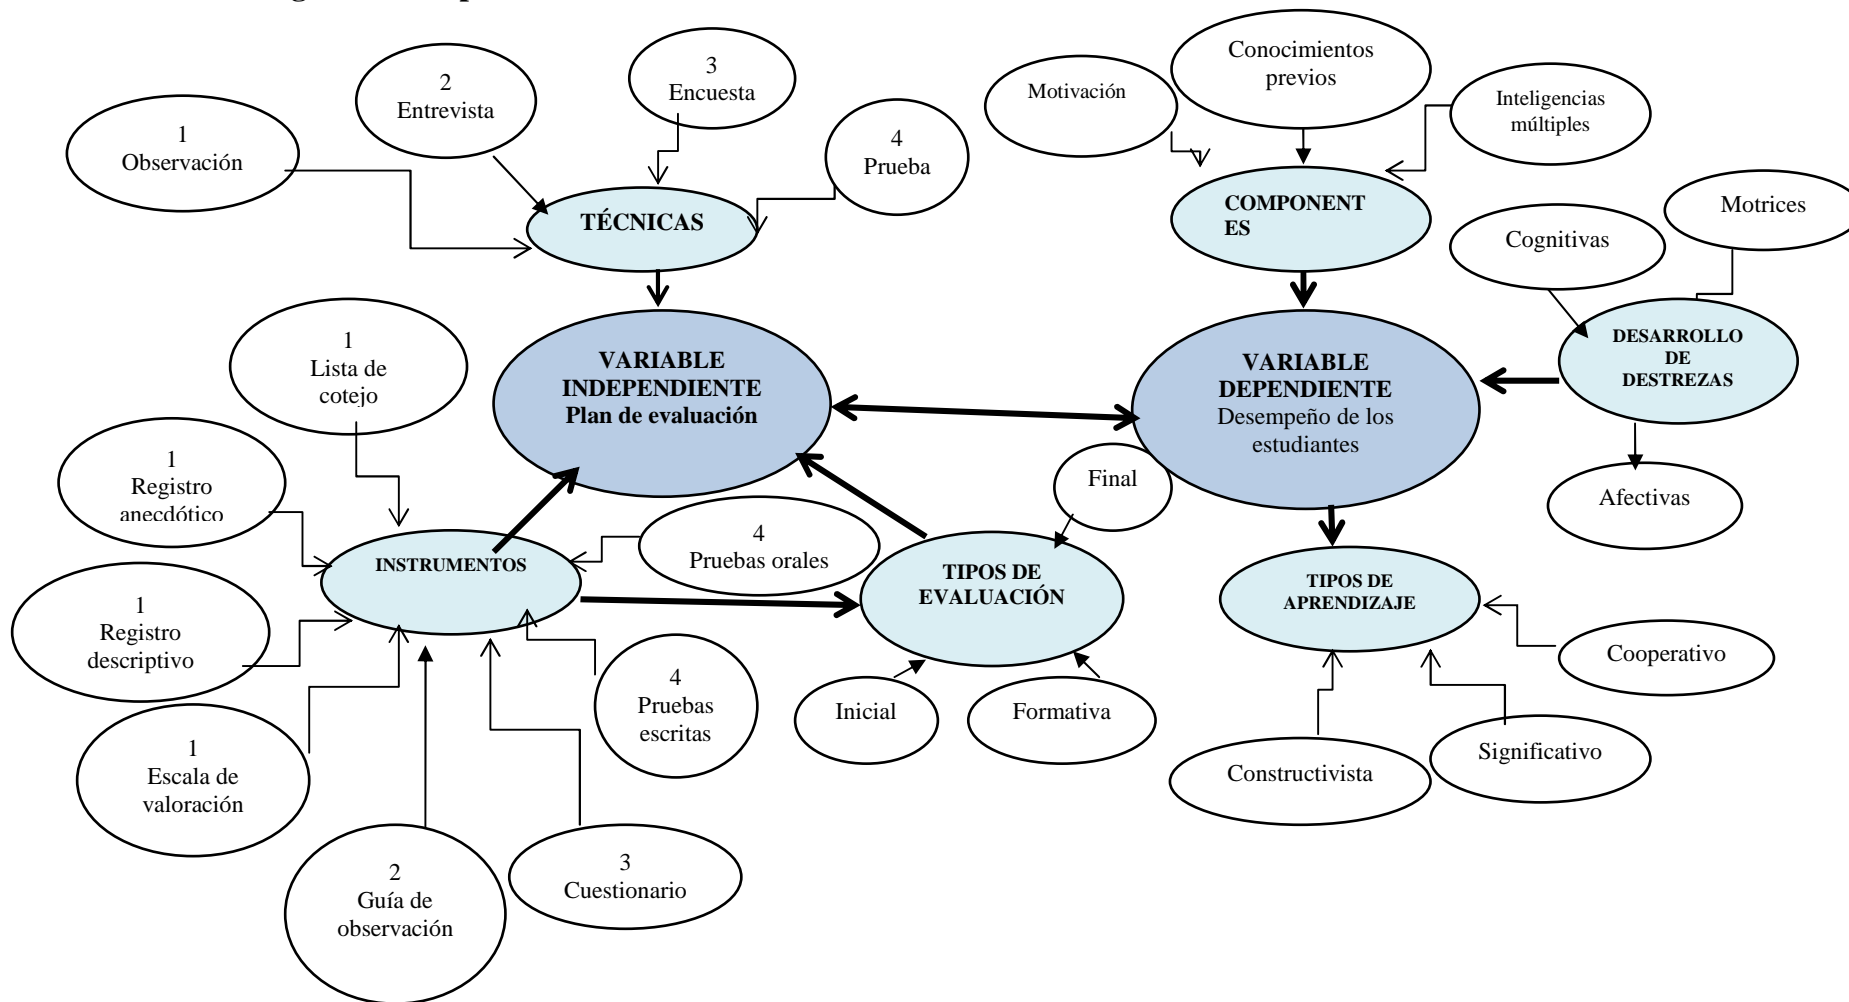 3
Encuesta
2
Entrevista
1
Observación
4
Prueba
TÉCNICAS
Conocimientos
previos
Motivación
Inteligencias
múltiples
COMPONENT
ES
Motrices
Cognitivas
DESARROLLO
DE
DESTREZAS
Afectivas
VARIABLE
INDEPENDIENTE
Plan de evaluación
VARIABLE
DEPENDIENTE
Desempeño de los
estudiantes
1
Lista de
cotejo
1
Registro
anecdótico
1
Registro
descriptivo
1
Escala de
valoración
INSTRUMENTOS
4
Pruebas orales
4
Pruebas
escritas
2
Guía de
observación
3
Cuestionario
Final
TIPOS DE
EVALUACIÓN
Inicial
Formativa
TIPOS DE
APRENDIZAJE
Cooperativo
Significativo
Constructivista